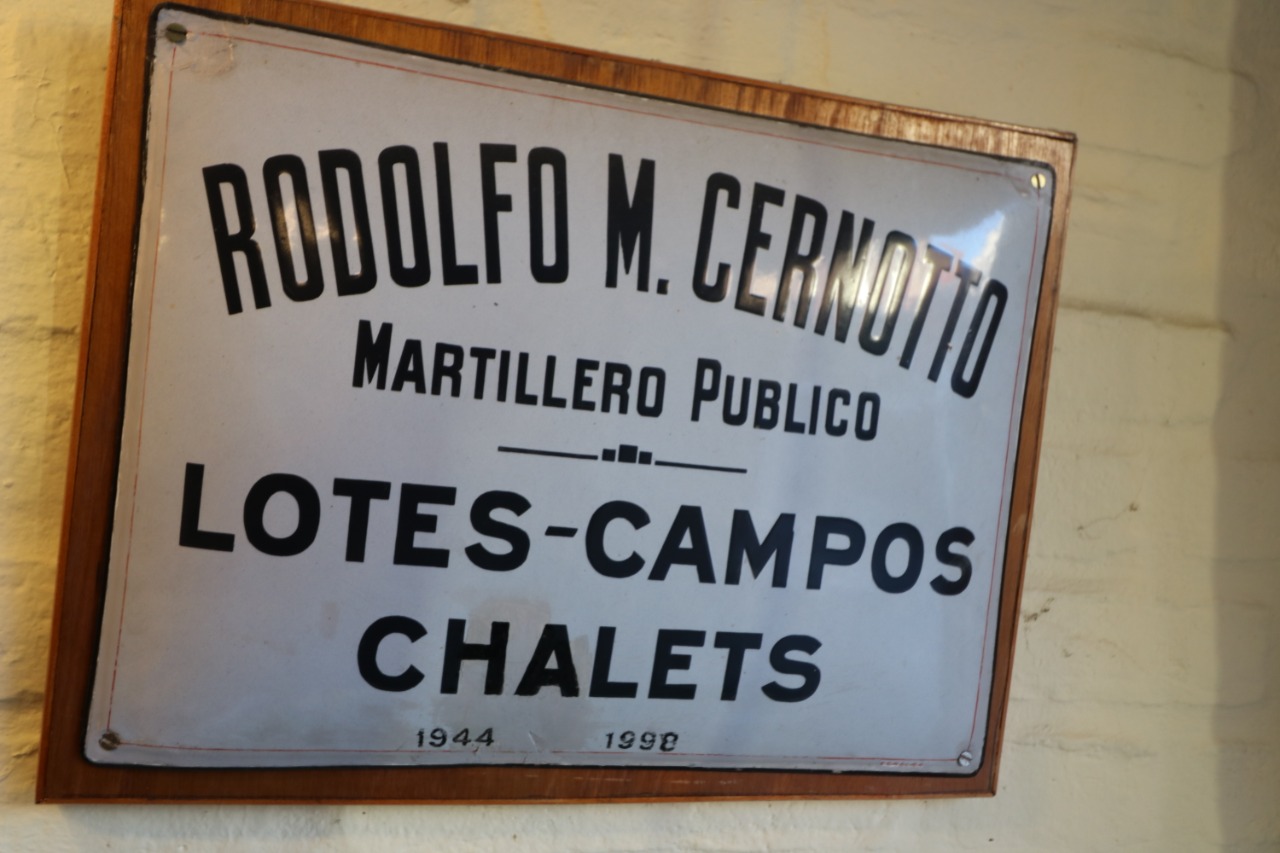 RODOLFO M. CERNOTTO
MARTILLERO PUBLICO
LOTES-CAMPOS
CHALETS
1944 1998